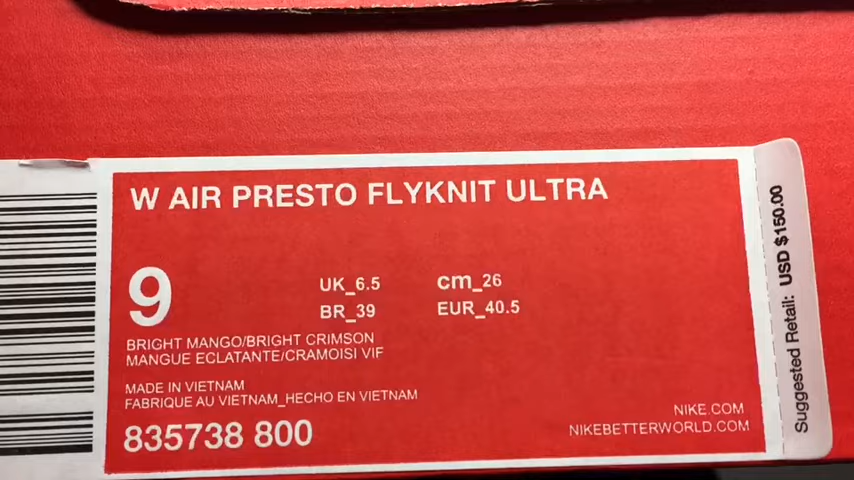 W AIR PRESTO FLYKNIT ULTRA
9
UK_6.5 cm_26
BR_39 EUR_40.5
BRIGHT MANGO/BRIGHT CRIMSON
MANGUE ECLATANTE/CRAMOISI VIF
MADE IN VIETNAM
FABRIQUE AU VIETNAM_HECHO EN VIETNAM
835738 800
NIKE.COM
NIKEBETTERWORLD.COM
Suggested Retail: USD $150.00